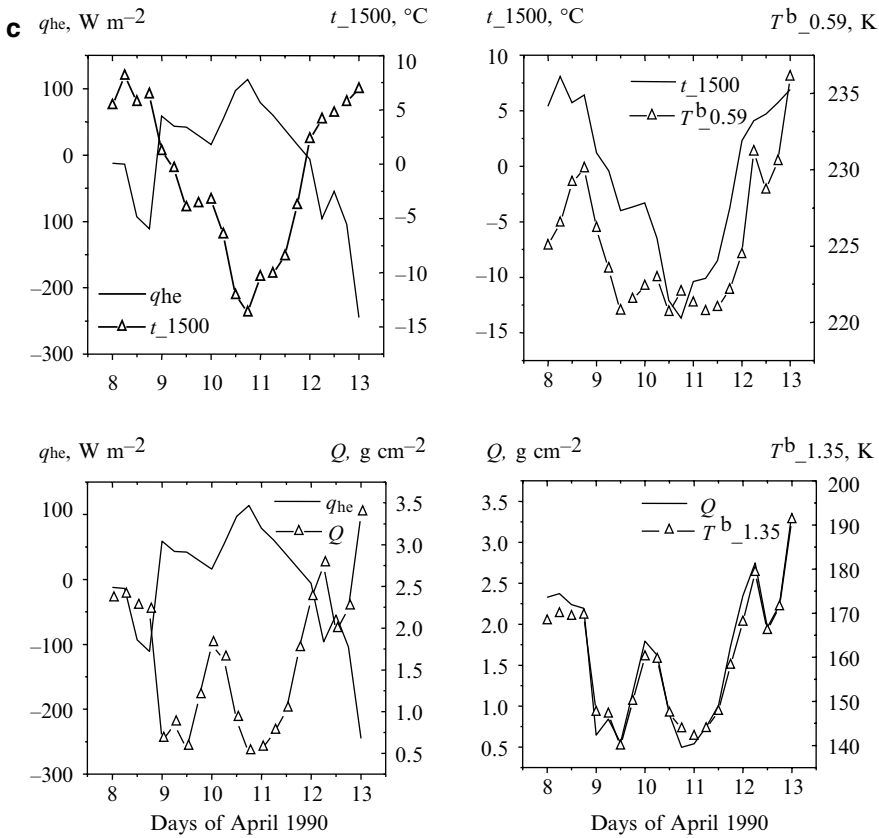 c
qhe, W m–2 t_1500, °C
100
0
100
–200
–300
10
5
0
–5
–10
–15
qhe
t_1500
8 9 10 11 12 13
t_1500, °C Tb_0.59, K
10
5
0
–5
–10
–15
235
230
225
220
t_1500
Tb_0.59
8 9 10 11 12 13
qhe, W m–2 Q, g cm–2
100
0
–100
–200
–300
3.5
3.0
2.5
2.0
1.5
1.0
0.5
qhe
Q
8 9 10 11 12 13
Days of April 1990
Q, g cm–2 Tb_1.35, K
3.5
3.0
2.5
2.0
1.5
1.0
0.5
200
190
180
170
160
150
140
Q
Tb_1.35
8 9 10 11 12 13
Days of April 1990